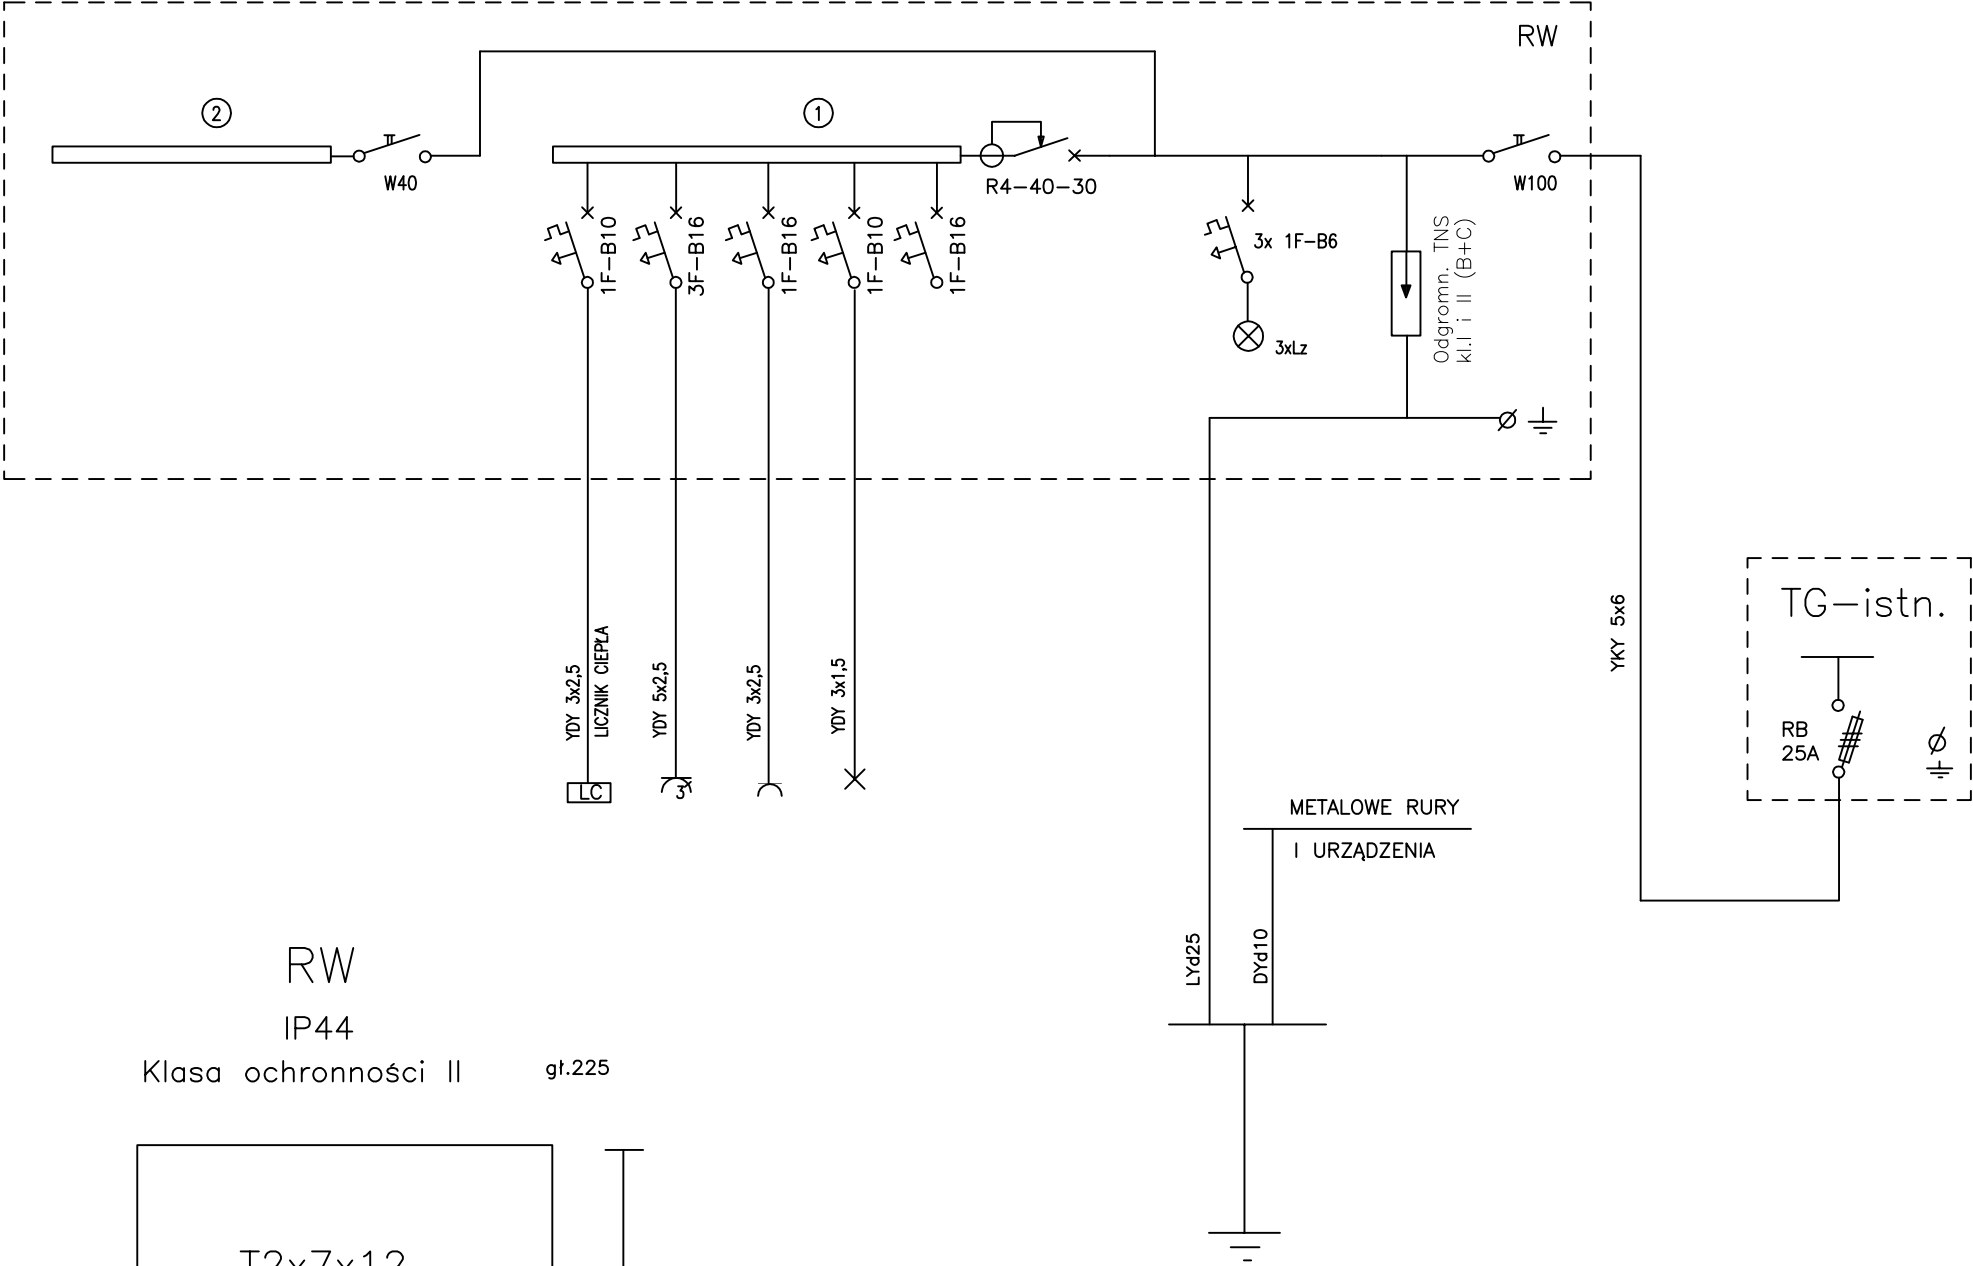 RW
2
1
W40
R4-40-30
W100
1F-B10
3F-B16
1F-B16
1F-B10
1F-B16
3x 1F-B6
3xLz
Odgromn. TNS
kl.I i II (B+C)
YDY 3x2,5
LICZNIK CIEPŁA
YDY 5x2,5
YDY 3x2,5
YDY 3x1,5
LC
3
YKY 5x6
TG-istn.
RB
25A
METALOWE RURY
I URZĄDZENIA
LYd25
DYd10
RW
IP44
Klasa ochronności II
gł.225
T2x7x12